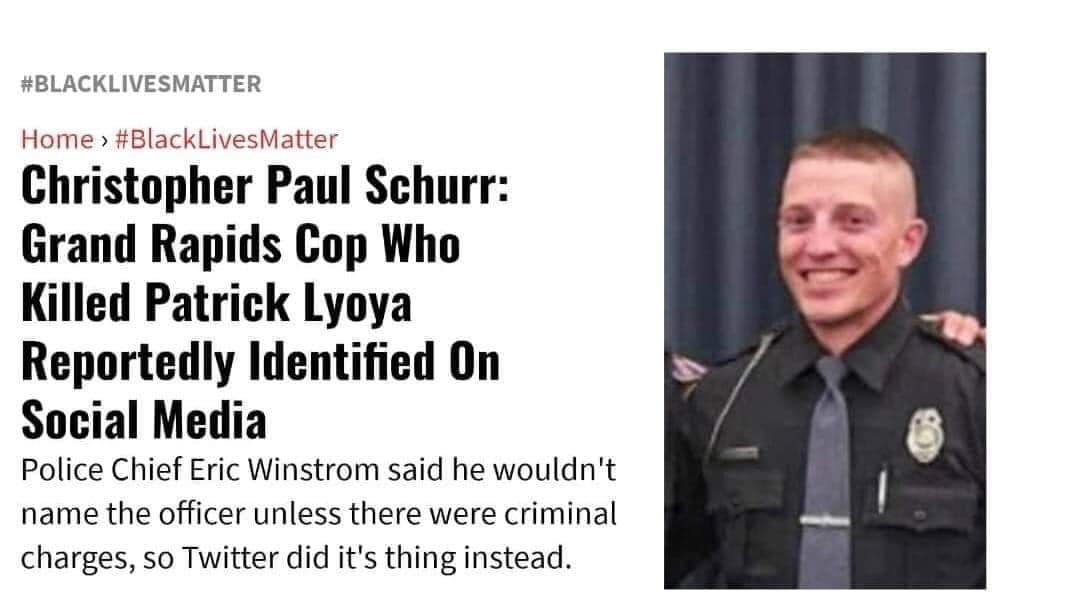 #BLACKLIVESMATTER
Home › #BlackLivesMatter
Christopher Paul Schurr:
Grand Rapids Cop Who
Killed Patrick Lyoya
Reportedly Identified On
Social Media
Police Chief Eric Winstrom said he wouldn't
name the officer unless there were criminal
charges, so Twitter did it's thing instead.